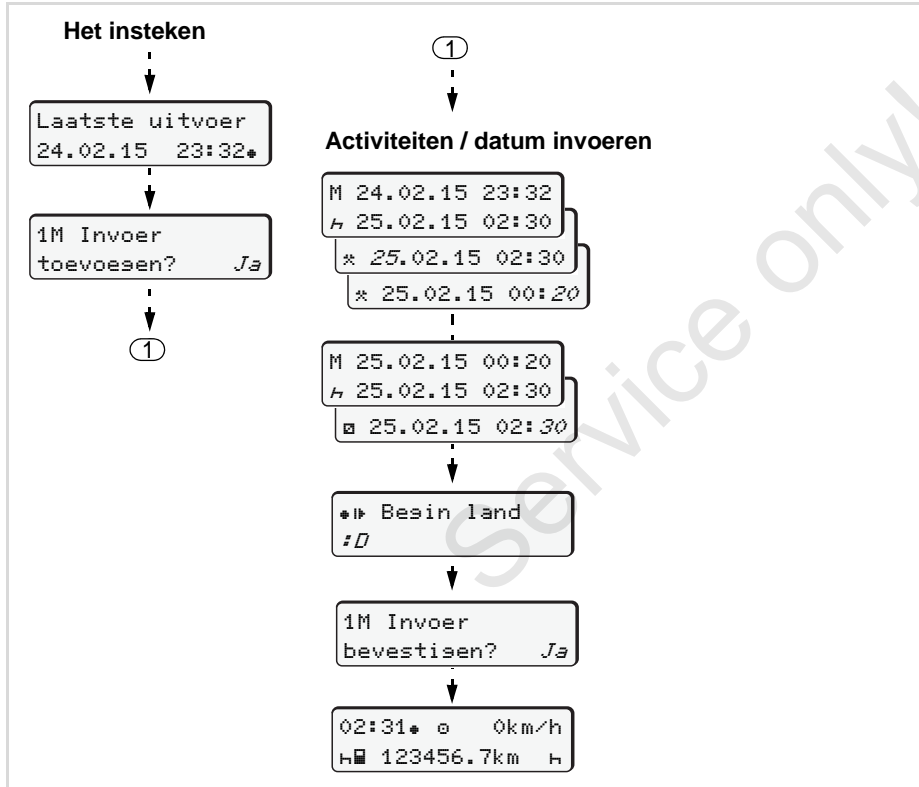 Het insteken
Laatste uitvoer
24.02.15 23:32
1M Invoer
toevoegen? Ja
1
1
Activiteiten / datum invoeren
M 24.02.15 23:32
25.02.15 02:30
25.02.15 02:30
25.02.15 00:20
M 25.02.15 00:20
25.02.15 02:30
25.02.15 02:30
Begin land
:D
1M Invoer
bevestigen? Ja
02:31 0km/h
123456.7km
Service only!